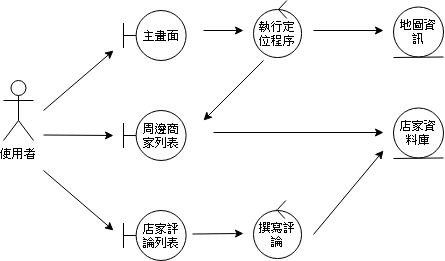 主畫面
執行定
位程序
地圖資
訊
使用者
周邊商
家列表
店家資
料庫
店家評
論列表
撰寫評
論